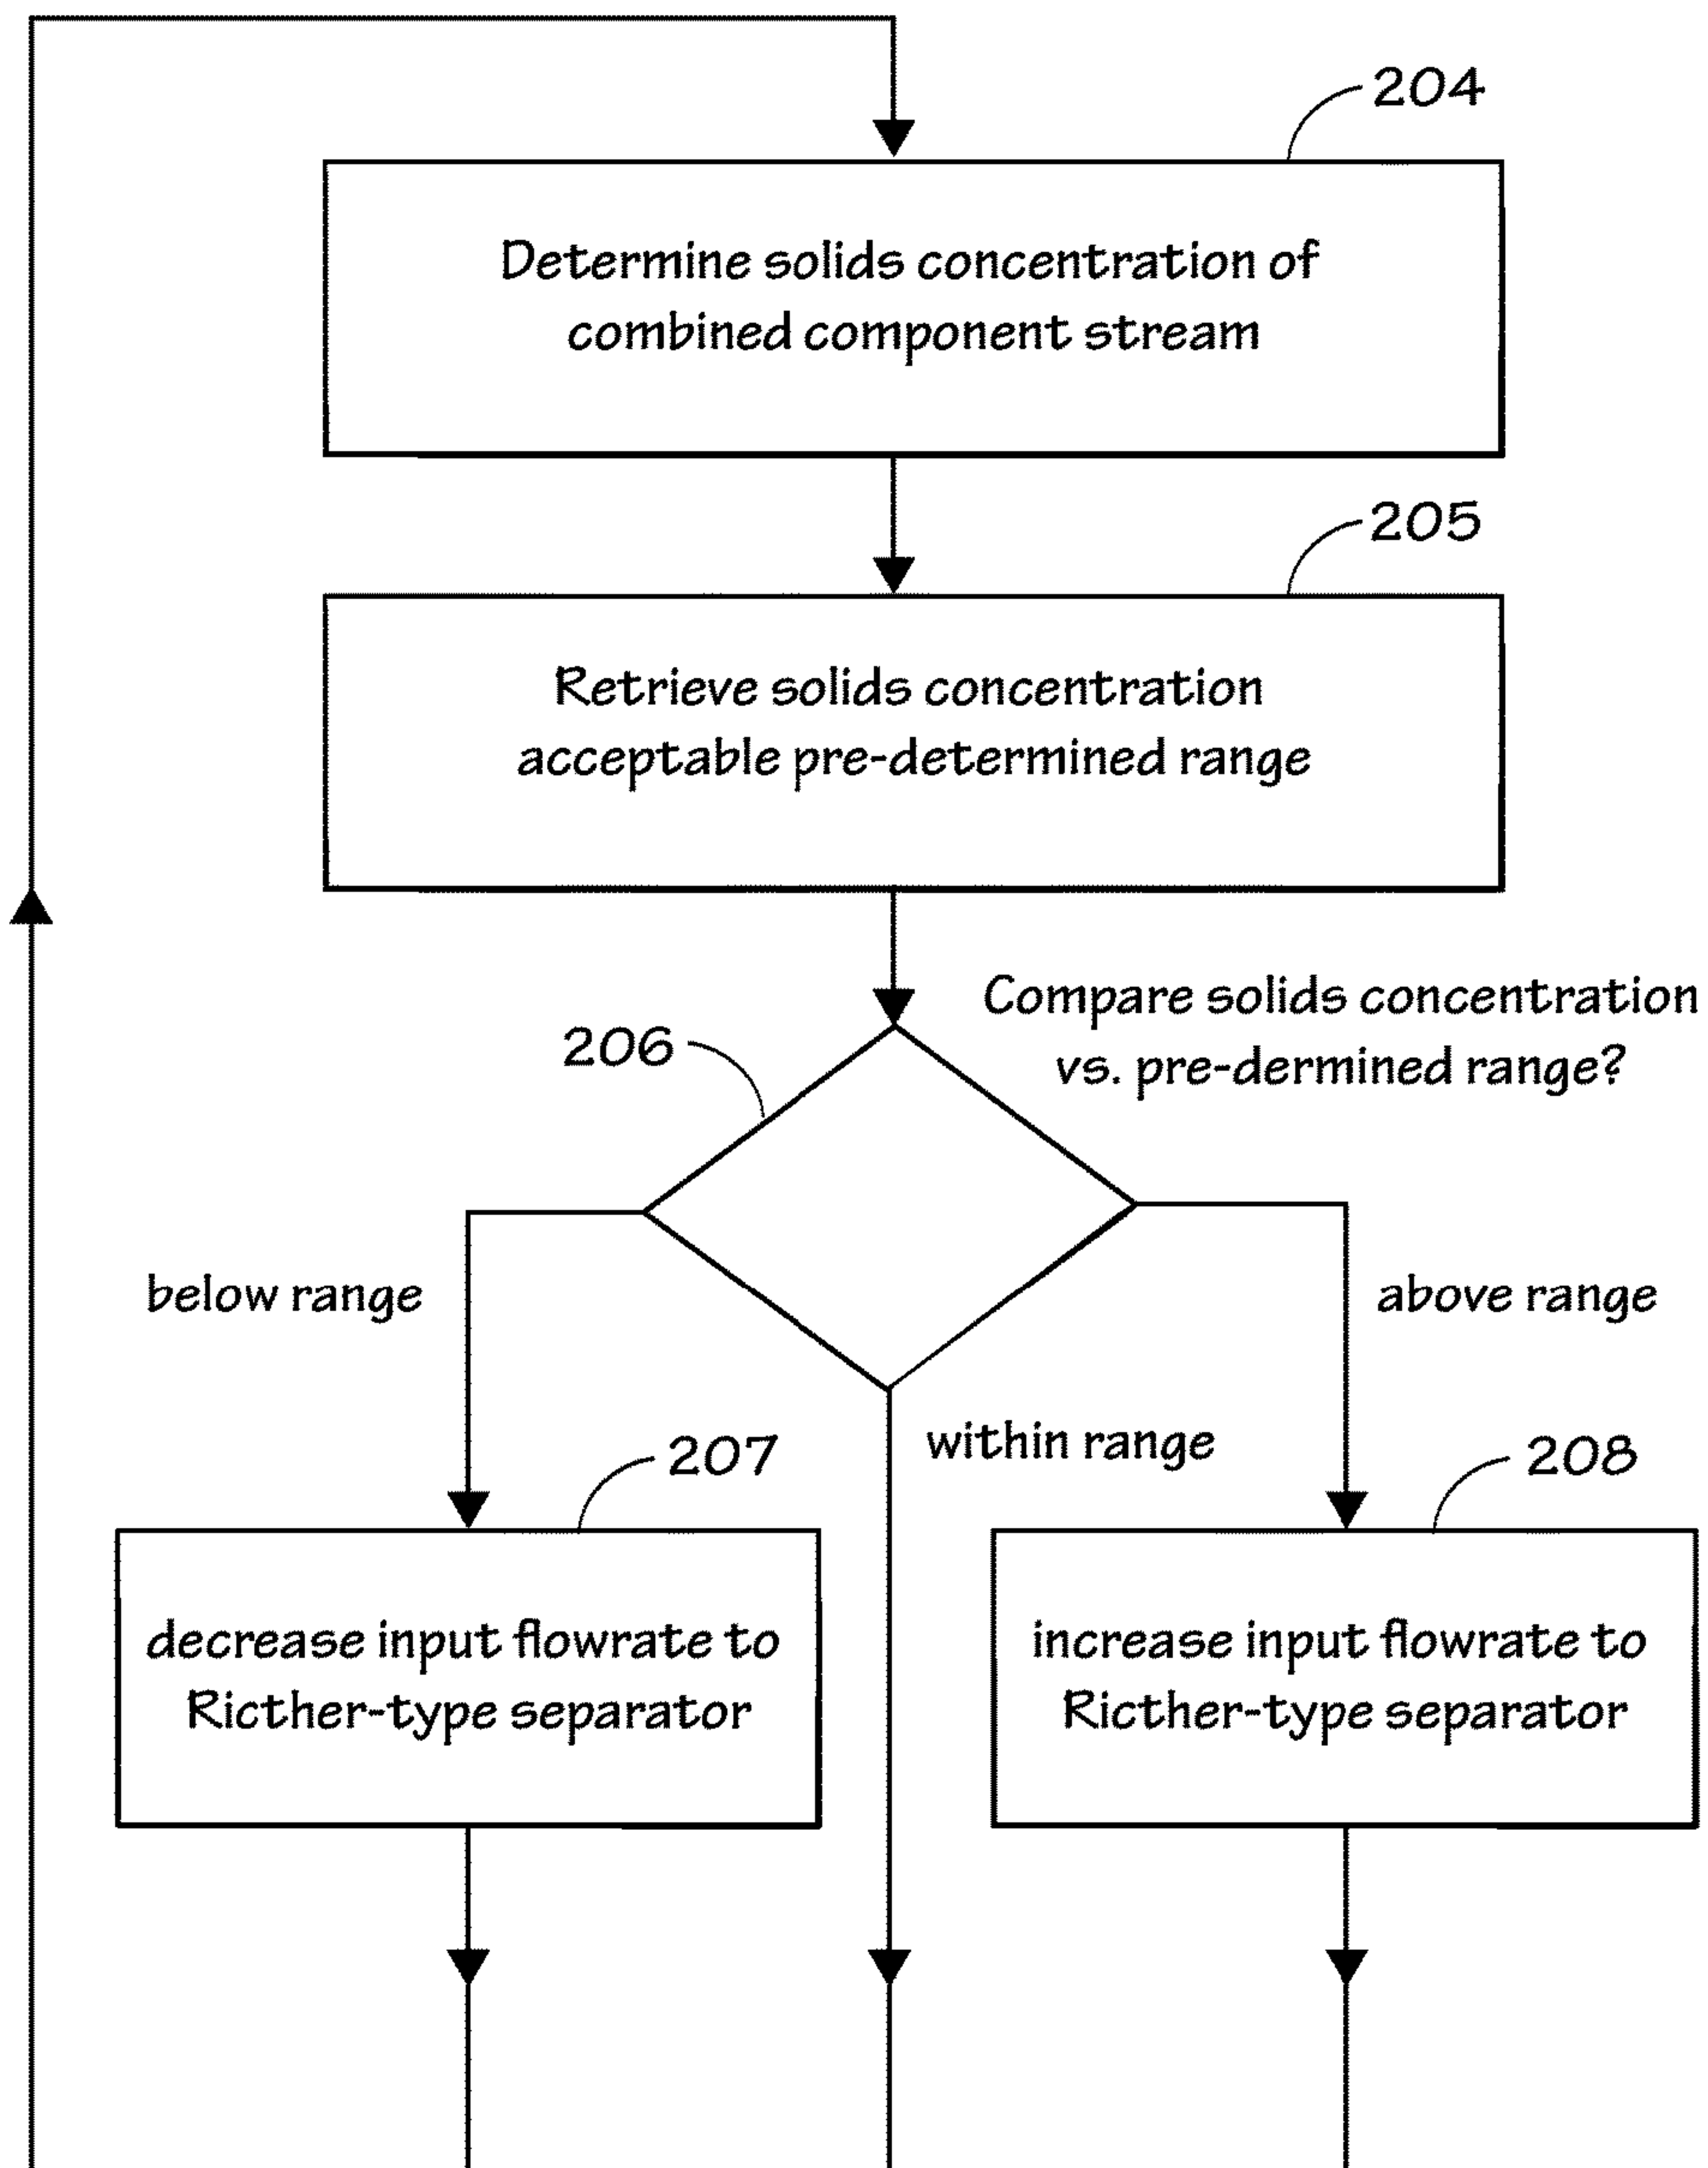 204
Determine solids concentration of
combined component stream
205
Retrieve solids concentration
acceptable pre-determined range
Compare solids concentration
vs. pre-dermined range?
206
below range
above range
within range
207
208
decrease input flowrate to
Ricther-type separator
increase input flowrate to
Ricther-type separator